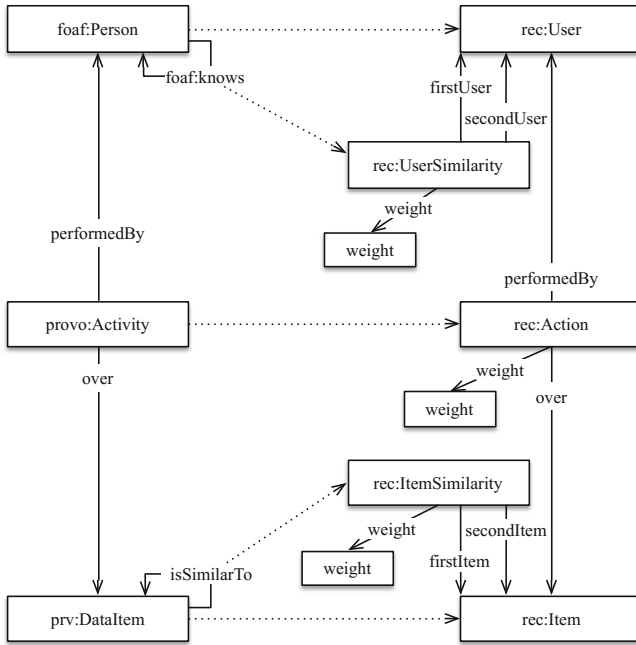 foaf:Person
rec:User
foaf:knows
firstUser
secondUser
rec:UserSimilarity
weight
weight
performedBy
performedBy
provo:Activity
rec:Action
over
weight
over
weight
rec:ItemSimilarity
weight
secondItem
weight
firstItem
isSimilarTo
prv:DataItem
rec:Item